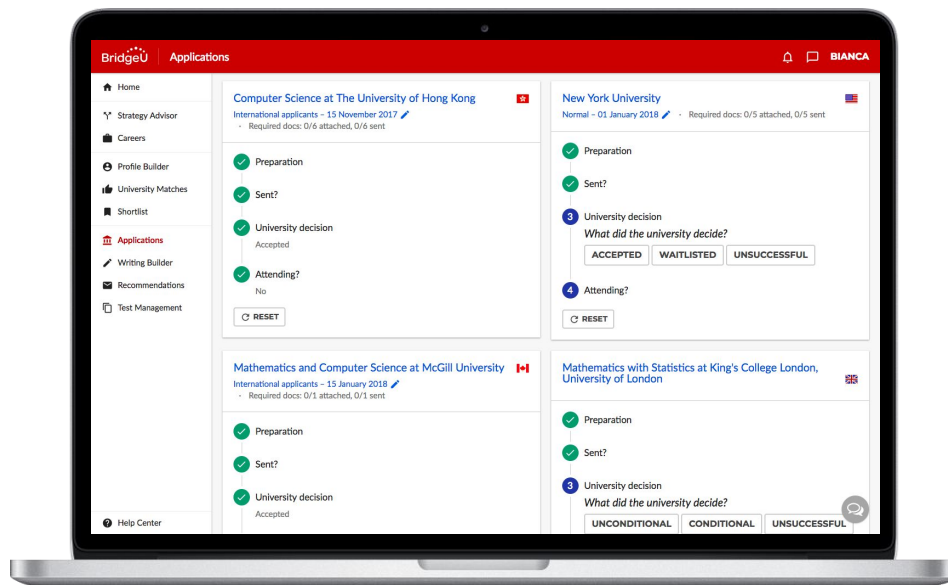 BridgeÜ Applications BIANCA
Home
Strategy Advisor
Careers
Profile Builder
University Matches
Shortlist
Applications
Writing Builder
Recommendations
Test Management
Help Center
Computer Science at The University of Hong Kong
International applicants – 15 November 2017
• Required docs: 0/6 attached, 0/6 sent
Preparation
Sent?
University decision
Accepted
Attending?
No
RESET
New York University
Normal – 01 January 2018 • Required docs: 0/5 attached, 0/5 sent
Preparation
Sent?
3 University decision
What did the university decide?
ACCEPTED WAITLISTED UNSUCCESSFUL
4 Attending?
RESET
Mathematics and Computer Science at McGill University
International applicants – 15 January 2018
• Required docs: 0/1 attached, 0/1 sent
Preparation
Sent?
University decision
Accepted
Mathematics with Statistics at King's College London,
University of London
Preparation
Sent?
3 University decision
What did the university decide?
UNCONDITIONAL CONDITIONAL UNSUCCESSFUL